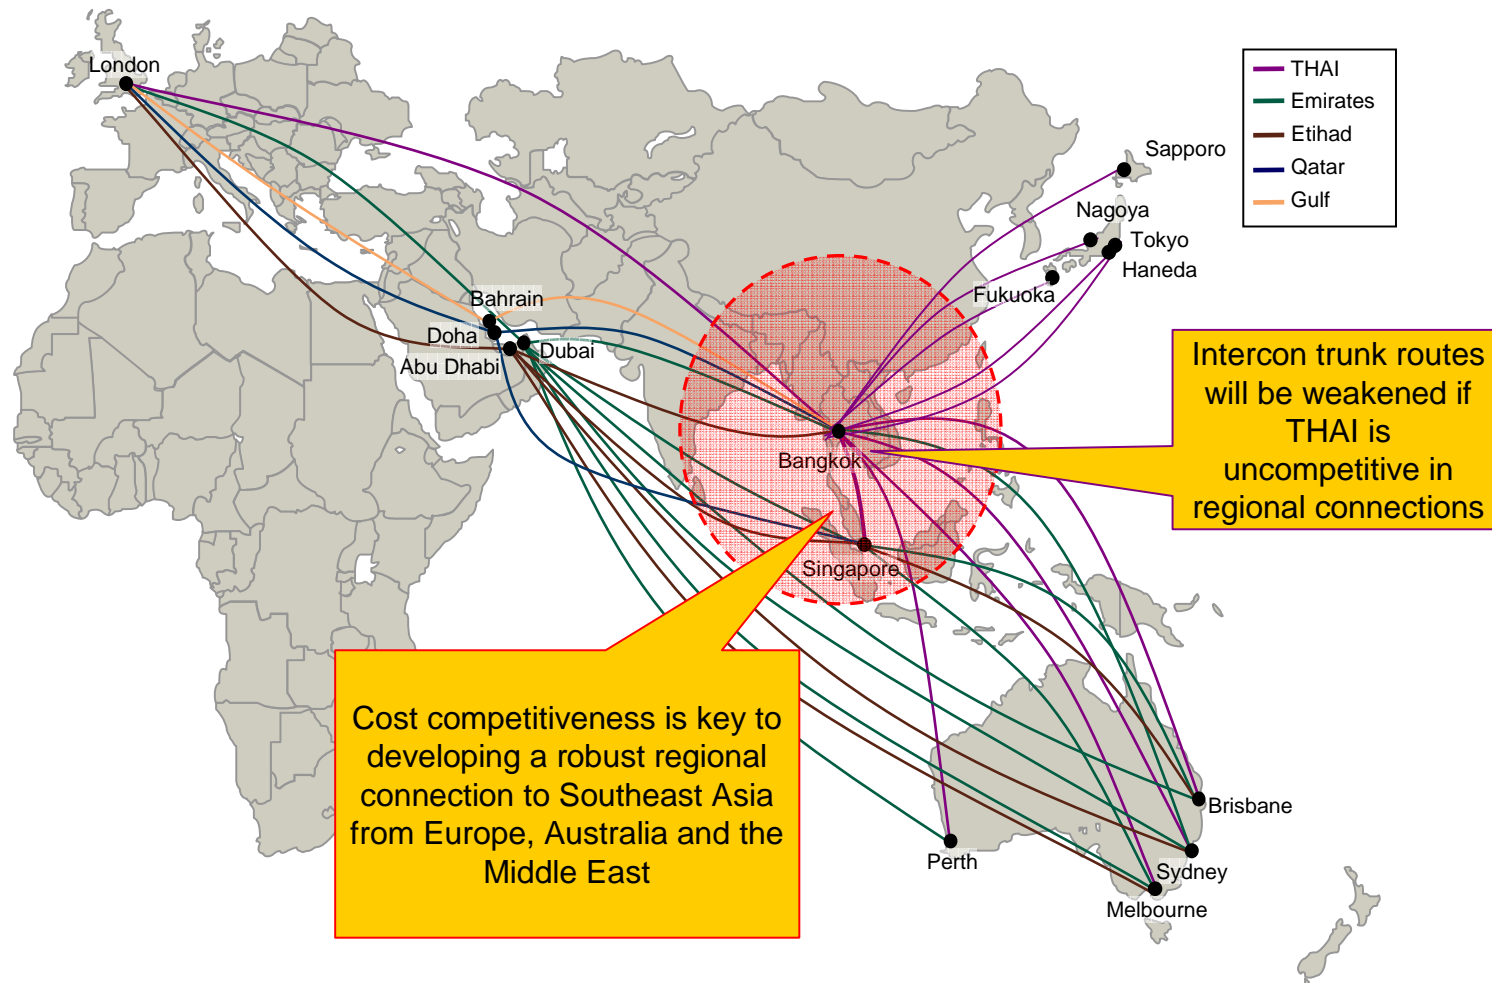 London
THAI
Emirates
Etihad
Qatar
Gulf
Sapporo
Nagoya
Tokyo
Haneda
Fukuoka
Bahrain
Doha
Dubai
Abu Dhabi
Intercon trunk routes
will be weakened if
THAI is
uncompetitive in
regional connections
Bangkok
Singapore
Cost competitiveness is key to
developing a robust regional
connection to Southeast Asia
from Europe, Australia and the
Middle East
Brisbane
Perth
Sydney
Melbourne